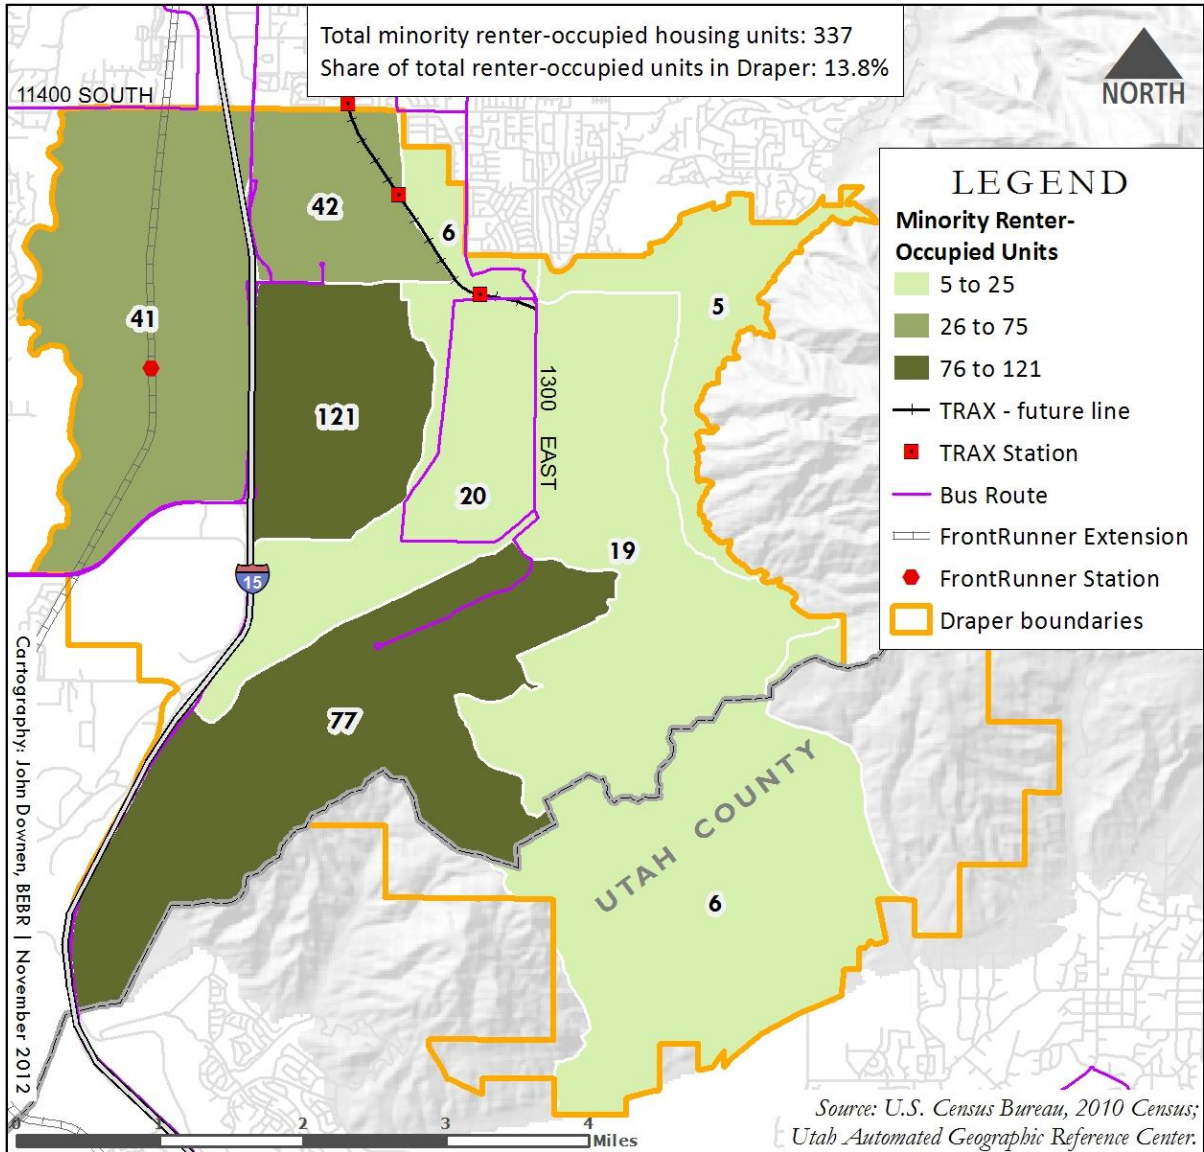 Total minority renter-occupied housing units: 337
Share of total renter-occupied units in Draper: 13.8%
NORTH
11400 SOUTH
LEGEND
Minority Renter-
Occupied Units
5 to 25
26 to 75
76 to 121
TRAX - future line
TRAX Station
Bus Route
FrontRunner Extension
FrontRunner Station
Draper boundaries
42
6
5
41
121
1300 EAST
20
19
15
77
UTAH COUNTY
6
Cartography: John Downen, BEBR | November 2012
0 1 2 3 4
Miles
Source: U.S. Census Bureau, 2010 Census;
Utah Automated Geographic Reference Center.